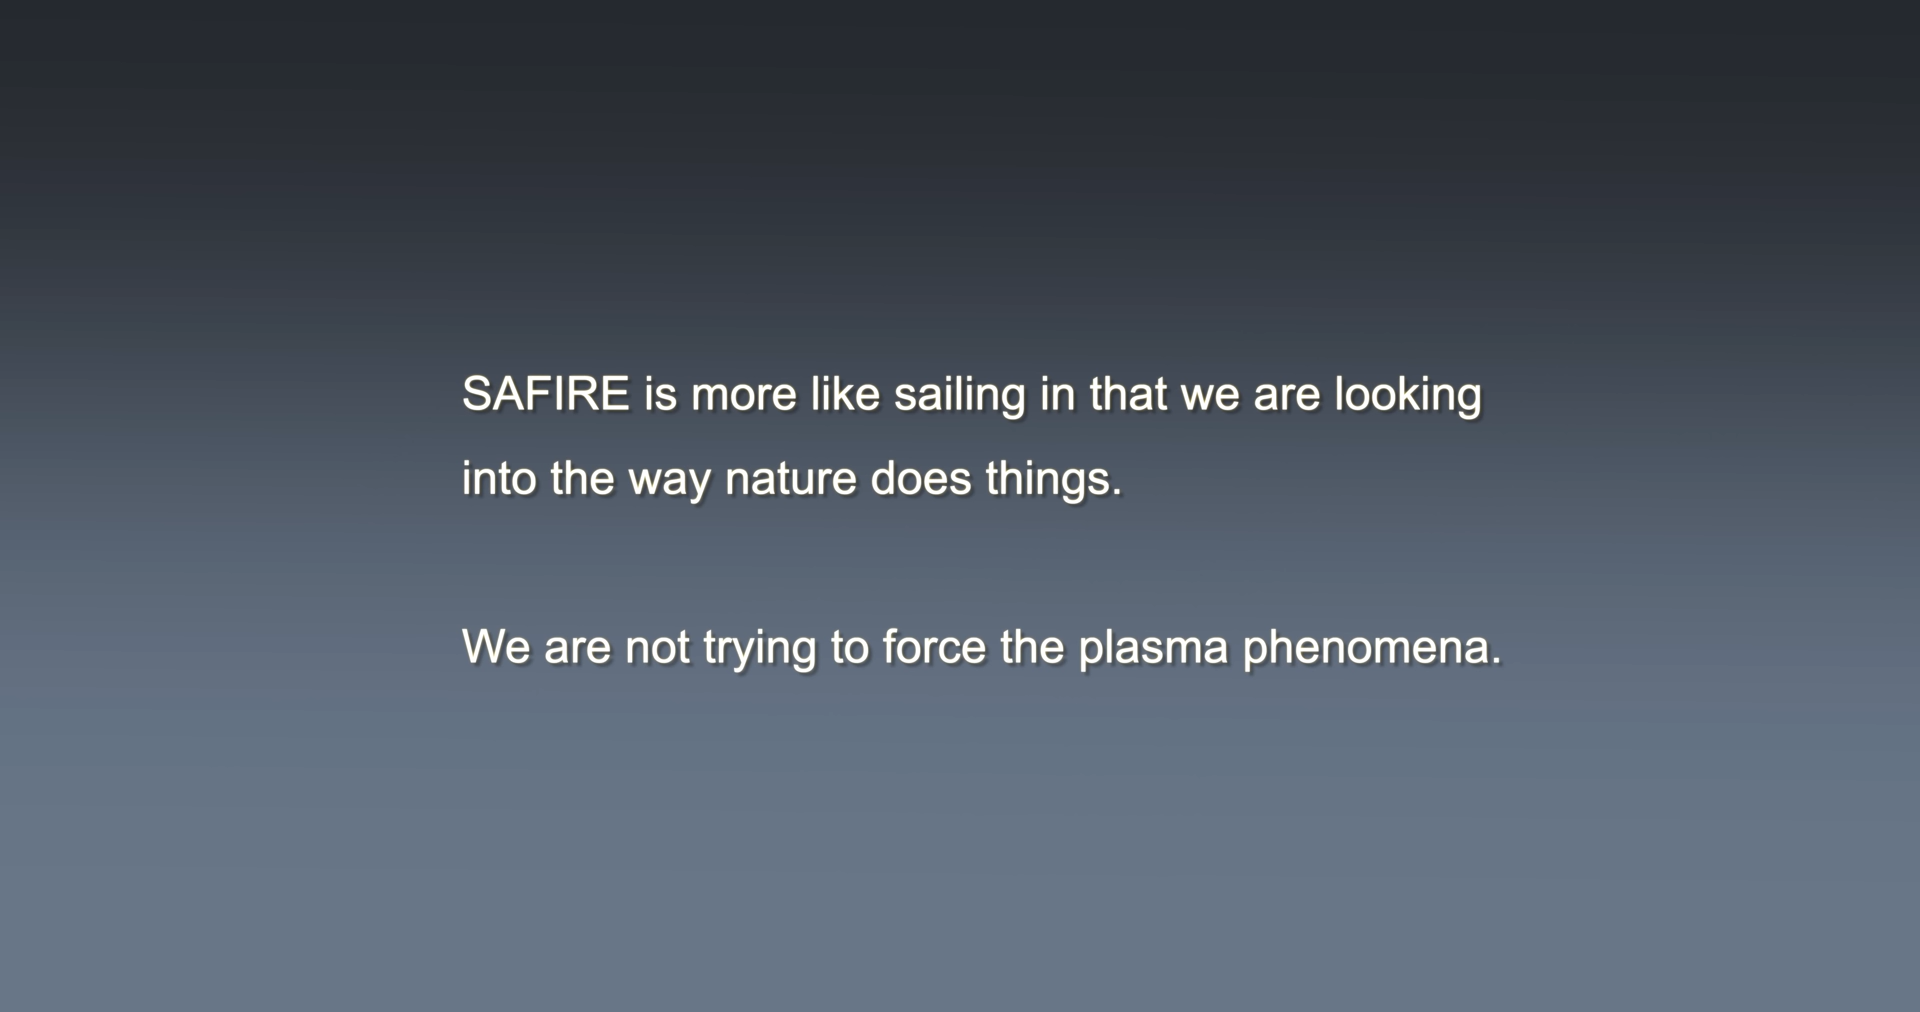 SAFIRE is more like sailing in that we are looking
into the way nature does things.
We are not trying to force the plasma phenomena.